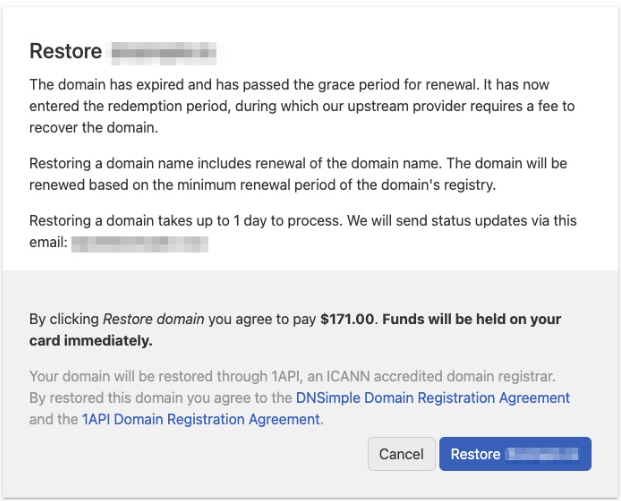 Restore
The domain has expired and has passed the grace period for renewal. It has now
entered the redemption period, during which our upstream provider requires a fee to
recover the domain.
Restoring a domain name includes renewal of the domain name. The domain will be
renewed based on the minimum renewal period of the domain's registry.
Restoring a domain takes up to 1 day to process. We will send status updates via this
email:
By clicking Restore domain you agree to pay $171.00. Funds will be held on your
card immediately.
Your domain will be restored through 1API, an ICANN accredited domain registrar.
By restored this domain you agree to the DNSimple Domain Registration Agreement
and the 1API Domain Registration Agreement.
Cancel Restore